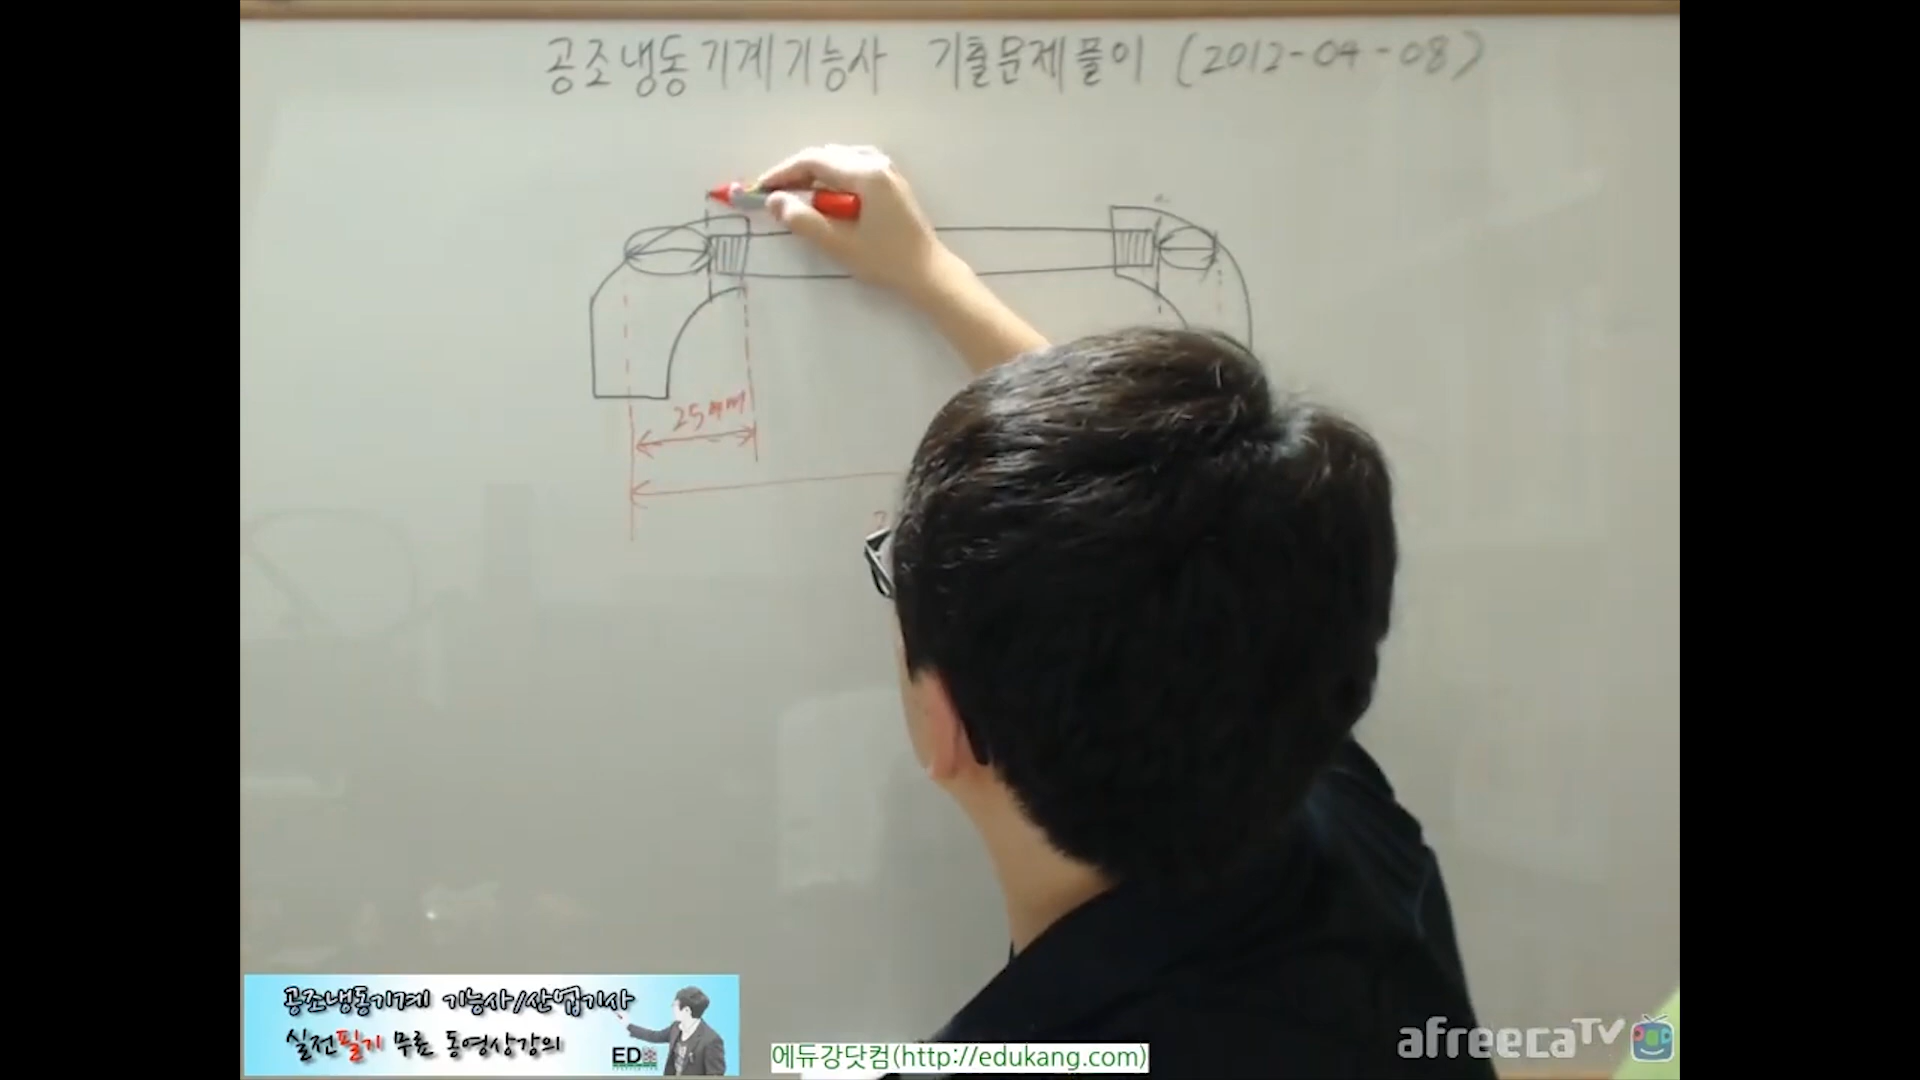 공조냉동기계기능사 기출문제풀이 (2012-04-08)
25mm
공조냉동기계 기능사/산업기사
실전필기 무료 동영상강의
에듀강닷컴(http://edukang.com)
afreecaTV